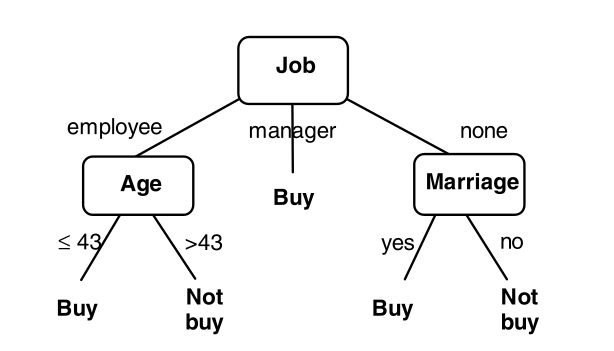 Job
employee
manager
none
Age
Marriage
Buy
≤ 43
>43
yes
no
Buy
Not
buy
Buy
Not
buy